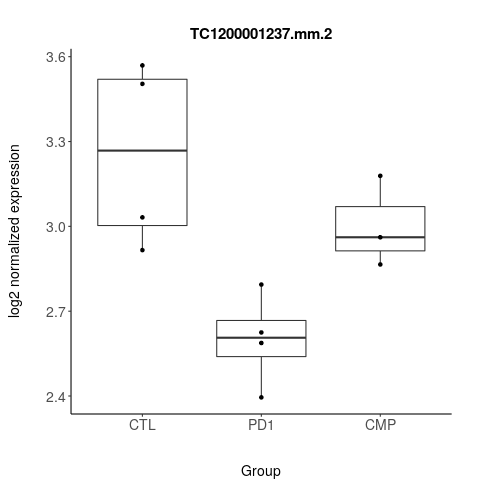 TC1200001237.mm.2
log2 normalized expression
3.6
3.3
3.0
2.7
2.4
CTL PD1 CMP
Group